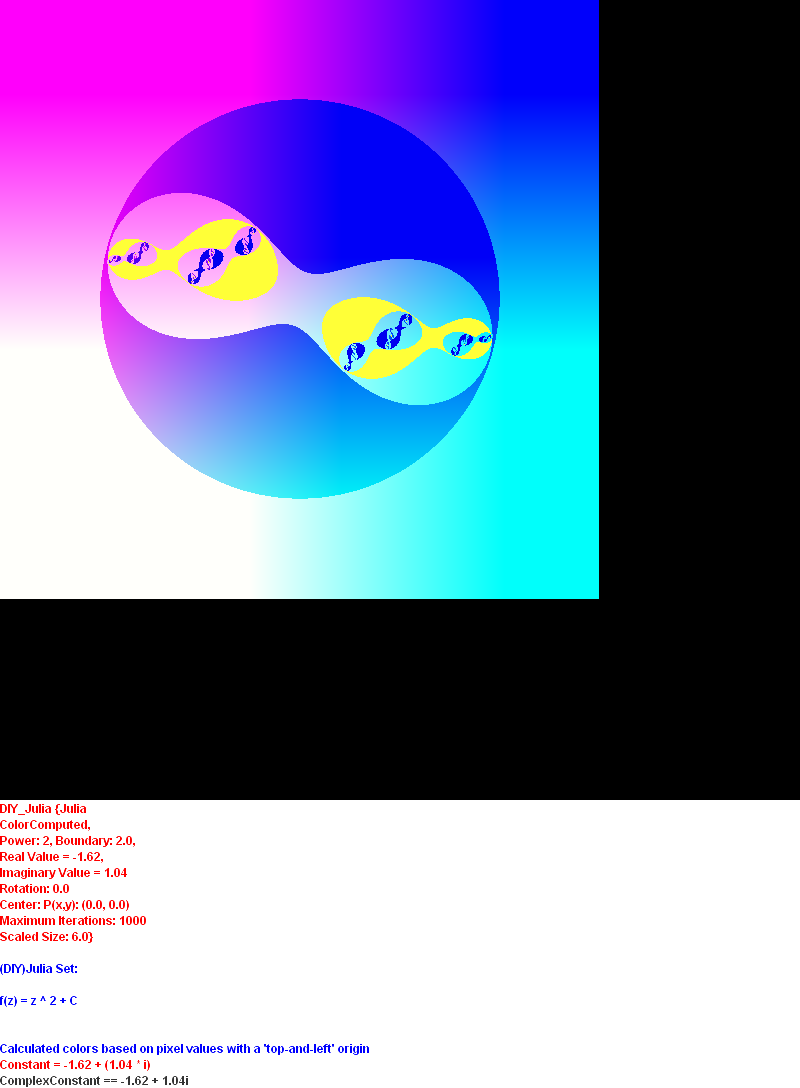 DIY_Julia {Julia
ColorComputed,
Power: 2, Boundary: 2.0,
Real Value = -1.62,
Imaginary Value = 1.04
Rotation: 0.0
Center: P(x,y): (0.0, 0.0)
Maximum Iterations: 1000
Scaled Size: 6.0}
(DIY)Julia Set:
f(z) = z ^ 2 + C
Calculated colors based on pixel values with a 'top-and-left' origin
Constant = -1.62 + (1.04 * i)
ComplexConstant == -1.62 + 1.04i